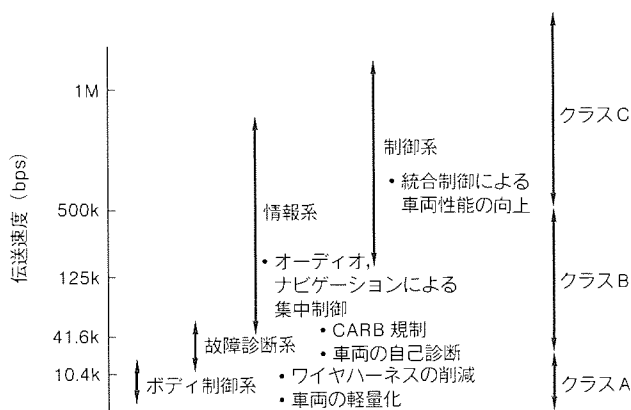 伝送速度 (bps)
1M
500k
125k
41.6k
10.4k
制御系
・統合制御による
車両性能の向上
情報系
・オーディオ,
ナビゲーションによる
集中制御
故障診断系
・CARB 規制
・車両の自己診断
ボディ制御系
・ワイヤハーネスの削減
・車両の軽量化
クラスC
クラスB
クラスA